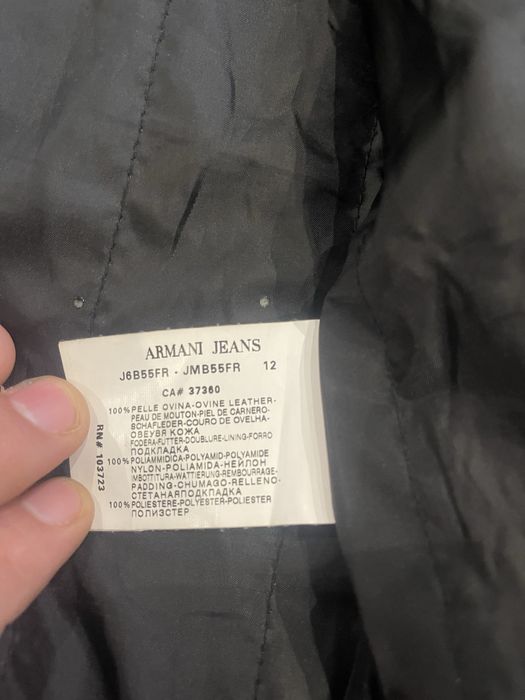 ARMANI JEANS
J6B55FR - JMB55FR 12
CA# 37360
100% PELLE OVINA-OVINE LEATHER-
PEAU DE MOUTON-PIEL DE CARNERO-
SCHAFLEDER-COURO DE OVELHA-
ОВЕУВЯ КОЖА
FODERA-FUTTER-DOUBLURE-LINING-FORRO
ПОДКЛАДКА
100% POLIAMMIDICA-POLYAMID-POLYAMIDE
NYLON-POLIAMIDA-НЕЙЛОН
IMBOTTITURA-WATTIERUNG-REMBOURRAGE-
PADDING-CHUMAGO-RELLENO-
СТЕТАНАЯПОДКЛАДКА
100% POLIESTERE-POLYESTER-POLIESTER
ПОЛИЭСТЕР
RN# 103723